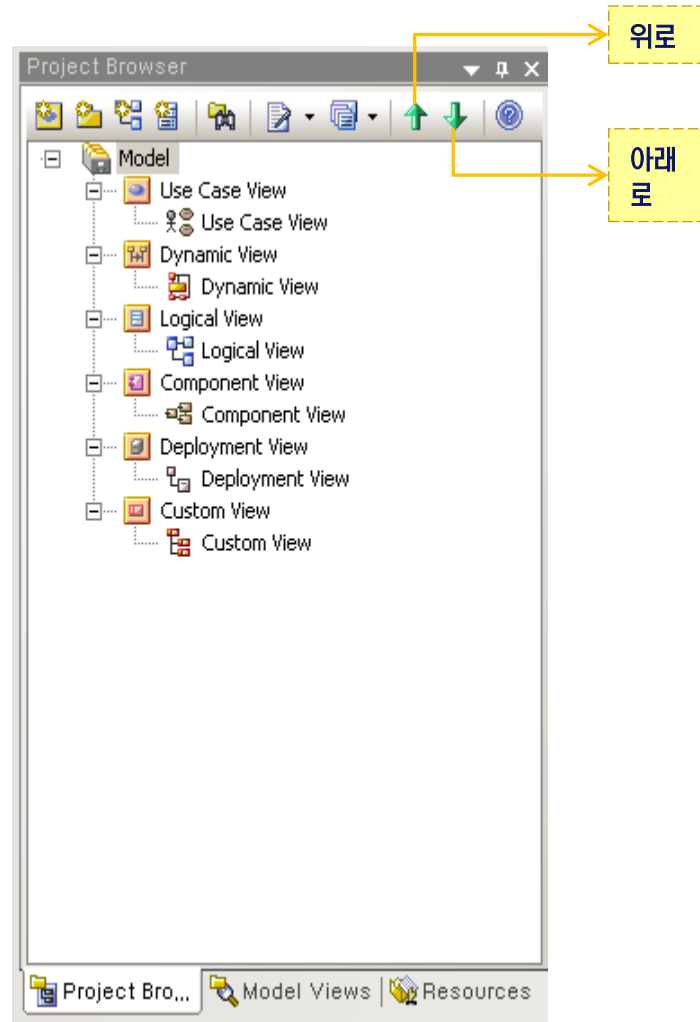 위로
Project Browser
아래
로
Model
Use Case View
Use Case View
Dynamic View
Dynamic View
Logical View
Logical View
Component View
Component View
Deployment View
Deployment View
Custom View
Custom View
Project Bro... Model Views Resources